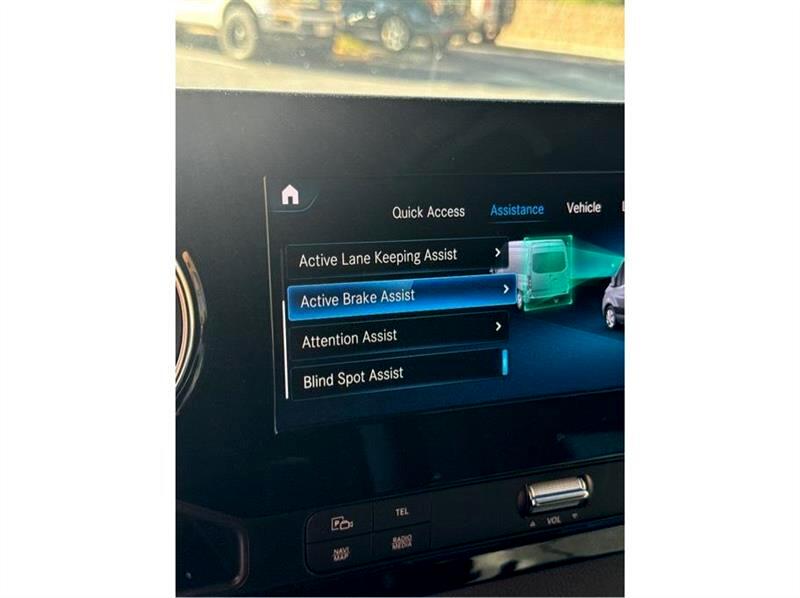 Quick Access Assistance Vehicle
Active Lane Keeping Assist
Active Brake Assist
Attention Assist
Blind Spot Assist
TEL
VOL
NAVI
MAP
RADIO
MEDIA